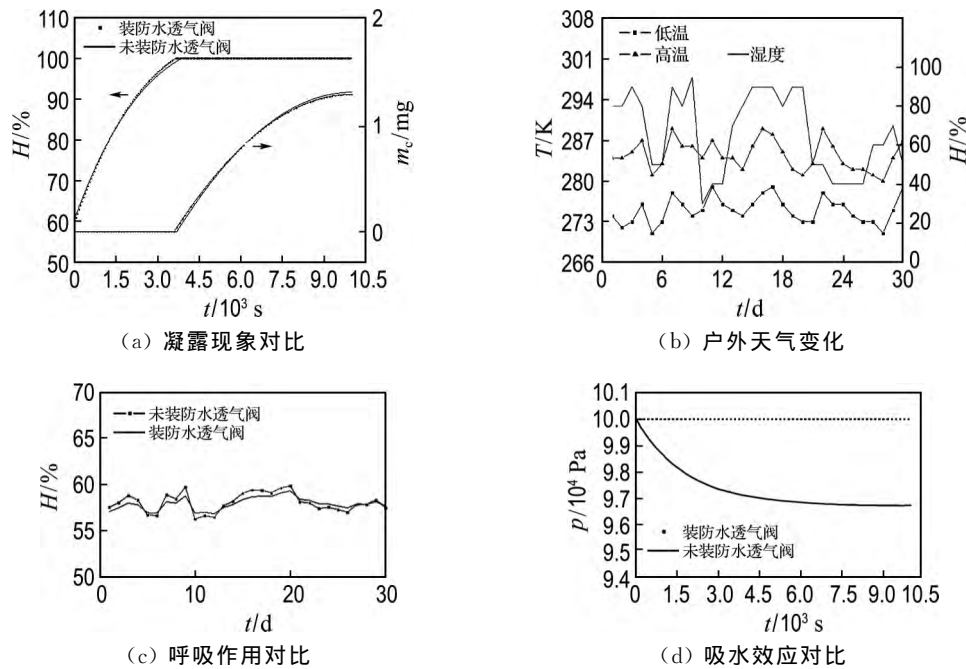 110
100
90
80
70
60
50
H/%
装防水透气阀
未装防水透气阀
2
1
0
m_c/mg
0 1.5 3.0 4.5 6.0 7.5 9.0 10.5
t/10³ s
(a) 凝露现象对比
308
301
294
287
280
273
266
T/K
低温
高温 湿度
100
80
60
40
20
0
H/%
0 6 12 18 24 30
t/d
(b) 户外天气变化
70
65
60
55
50
H/%
未装防水透气阀
装防水透气阀
0 10 20 30
t/d
(c) 呼吸作用对比
10.1
10.0
9.9
9.8
9.7
9.6
9.5
9.4
p/10⁴ Pa
装防水透气阀
未装防水透气阀
0 1.5 3.0 4.5 6.0 7.5 9.0 10.5
t/10³ s
(d) 吸水效应对比